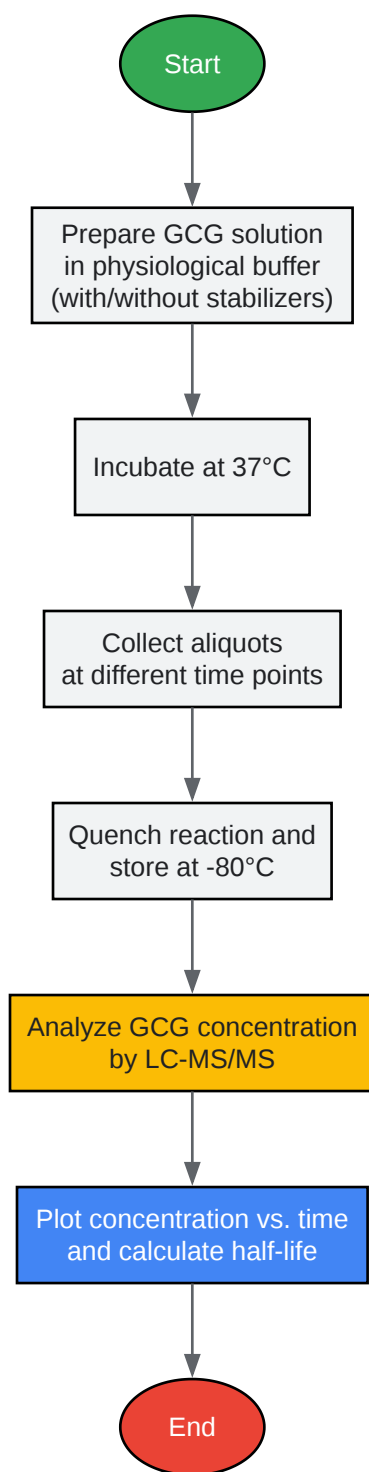 Start
Prepare GCG solution
in physiological buffer
(with/without stabilizers)
Incubate at 37°C
Collect aliquots
at different time points
Quench reaction and
store at -80°C
Analyze GCG concentration
by LC-MS/MS
Plot concentration vs. time
and calculate half-life
End